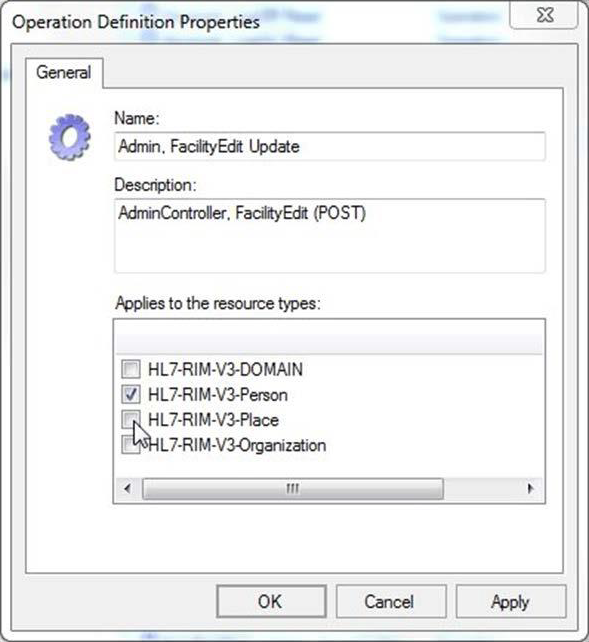 Operation Definition Properties
General
Name:
Admin, FacilityEdit Update
Description:
AdminController, FacilityEdit (POST)
Applies to the resource types:
HL7-RIM-V3-DOMAIN
HL7-RIM-V3-Person
HL7-RIM-V3-Place
HL7-RIM-V3-Organization
OK Cancel Apply